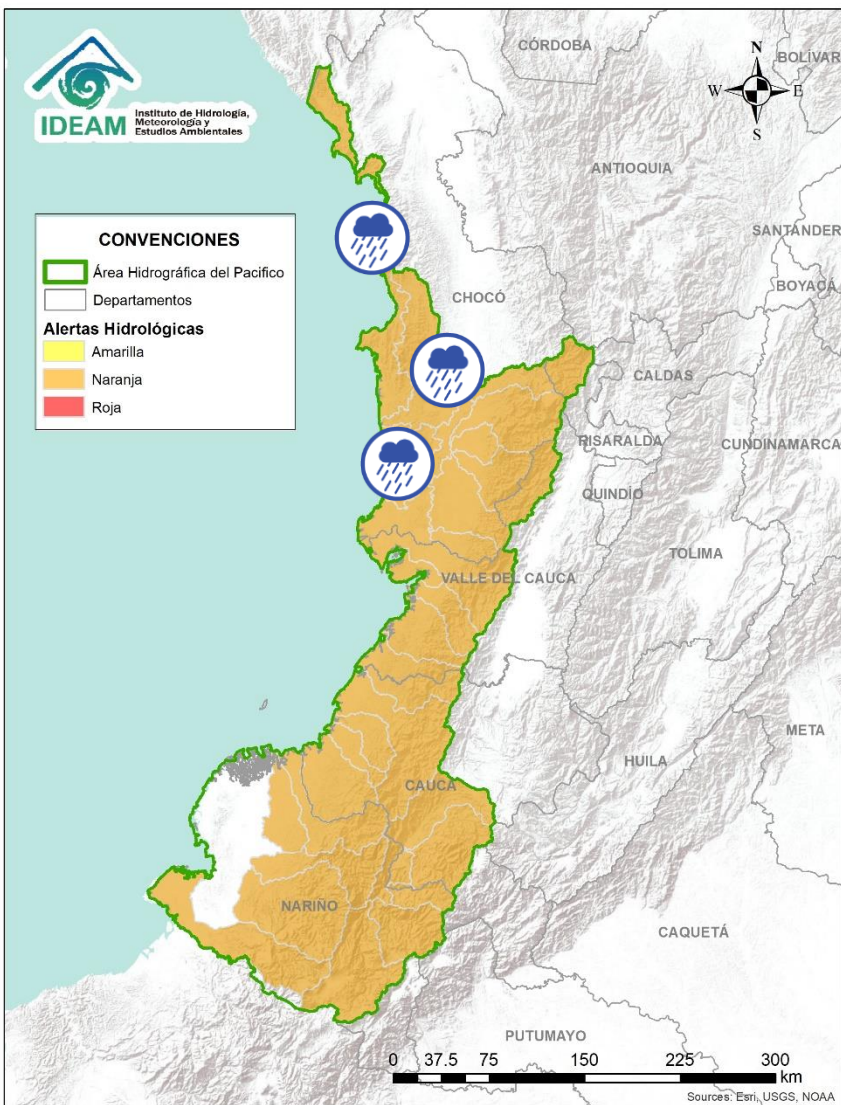 IDEAM
Instituto de Hidrología,
Meteorología y
Estudios Ambientales
N
W
E
S
CONVENCIONES
Área Hidrográfica del Pacifico
Departamentos
Alertas Hidrológicas
Amarilla
Naranja
Roja
CÓRDOBA
BOLÍVAR
ANTIOQUIA
SANTÁNDER
BOYACÁ
CHOCÓ
CALDAS
RISARALDA
CUNDINAMARCA
QUINDÍO
TOLIMA
VALLE DEL CAUCA
META
HUILA
CAUCA
NARIÑO
CAQUETÁ
PUTUMAYO
0 37.5 75 150 225 300
km
Sources: Esri, USGS, NOAA